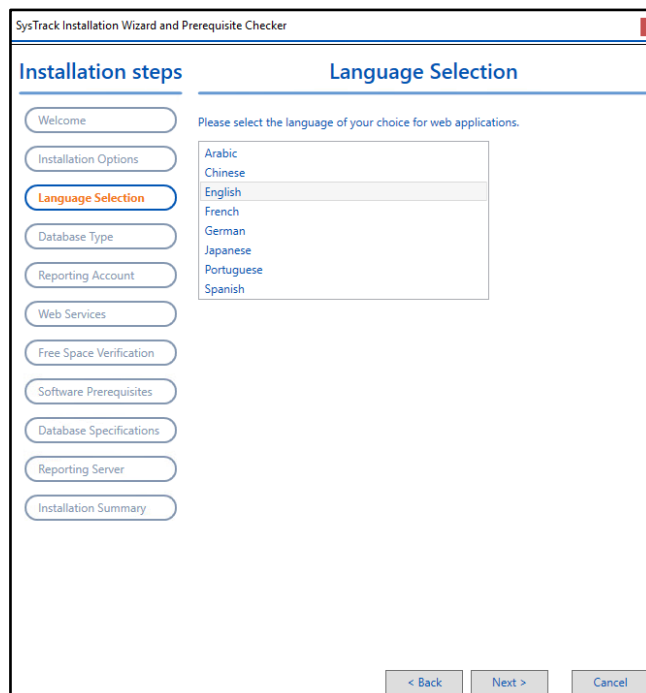 SysTrack Installation Wizard and Prerequisite Checker
Installation steps
Welcome
Installation Options
Language Selection
Database Type
Reporting Account
Web Services
Free Space Verification
Software Prerequisites
Database Specifications
Reporting Server
Installation Summary
Language Selection
Please select the language of your choice for web applications.
Arabic
Chinese
English
French
German
Japanese
Portuguese
Spanish
< Back
Next >
Cancel